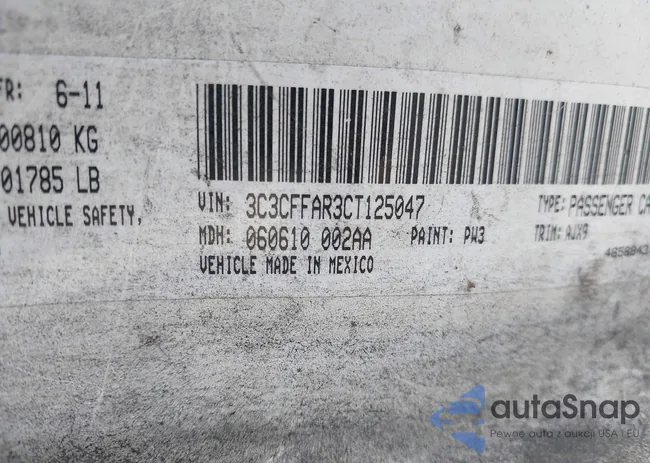 FR: 6-11
00810 KG
01785 LB
VEHICLE SAFETY,
VIN: 3C3CFFAR3CT125047
TYPE: PASSENGER CA
MDH: 060610 002AA
PAINT: PW3
TRIM: AJX9
VEHICLE MADE IN MEXICO
autaSnap
Pewne auta z aukcji USA i EU